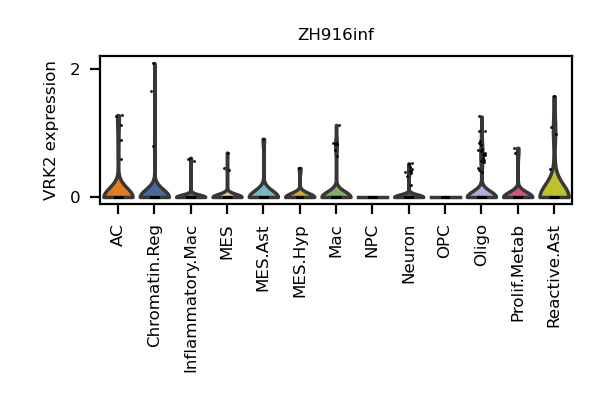 ZH916inf
VRK2 expression
2
0
AC
Chromatin.Reg
Inflammatory.Mac
MES
MES.Ast
MES.Hyp
Mac
NPC
Neuron
OPC
Oligo
Prolif.Metab
Reactive.Ast